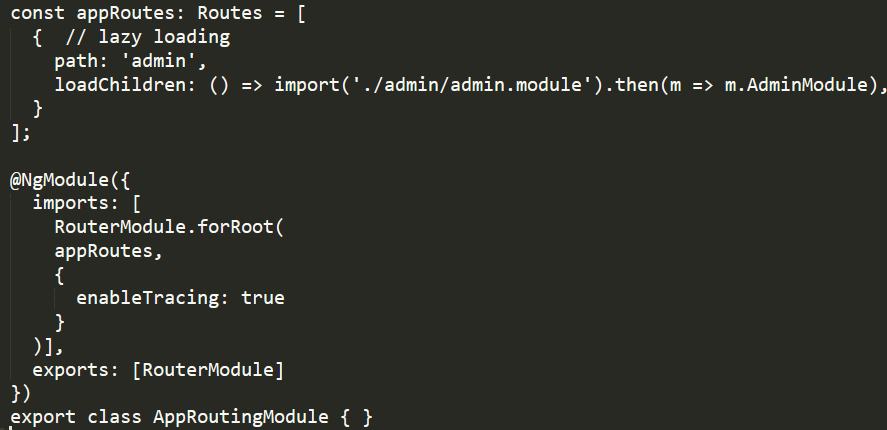 const appRoutes: Routes = [
  {  // lazy loading
    path: 'admin',
    loadChildren: () => import('./admin/admin.module').then(m => m.AdminModule),
  }
];

@NgModule({
  imports: [
    RouterModule.forRoot(
    appRoutes,
    {
      enableTracing: true
    }
  )],
  exports: [RouterModule]
})
export class AppRoutingModule { }